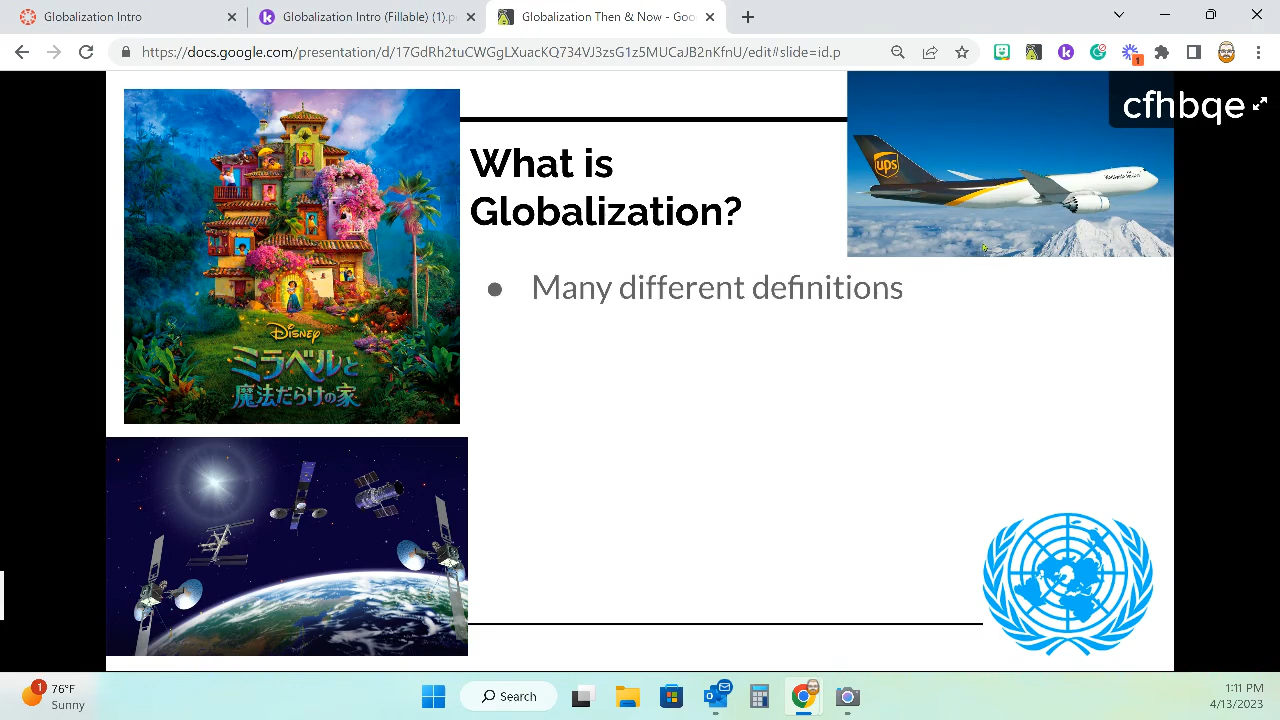 Globalization Intro
Globalization Intro (Fillable) (1).p
Globalization Then & Now - Goo
https://docs.google.com/presentation/d/17GdRh2tuCWGgLXuacKQ734VJ3zsG1z5MUCaJB2nKfnU/edit#slide=id.p
1
cfhbqe
ups
What is
Globalization?
Many different definitions
Disney
ミラベルと
魔法だらけの家
1
76°F
Sunny
Search
1:11 PM
4/13/2023